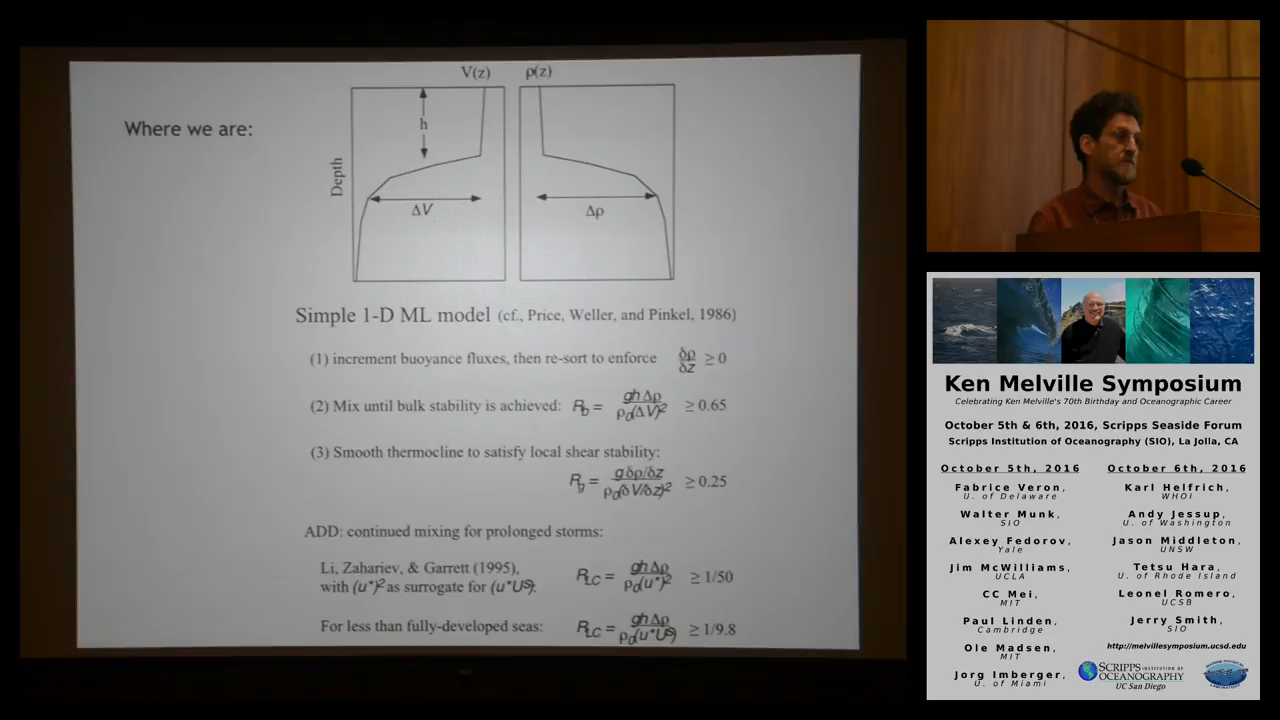 V(z) ρ(z)
Where we are:
h
Depth
ΔV
Δρ
Simple 1-D ML model (cf., Price, Weller, and Pinkel, 1986)
(1) increment buoyance fluxes, then re-sort to enforce δρ/δz ≥ 0
(2) Mix until bulk stability is achieved: R_b = ghΔρ/ρ_0(ΔV)² ≥ 0.65
(3) Smooth thermocline to satisfy local shear stability:
R_g = gδρ/δz/ρ_0(δV/δz)² ≥ 0.25
ADD: continued mixing for prolonged storms:
Li, Zahariev, & Garrett (1995),
with (u*)² as surrogate for (u*Uˢ): R_LC = ghΔρ/ρ_0(u*)² ≥ 1/50
For less than fully-developed seas: R_LC = ghΔρ/ρ_0(u*Uˢ) ≥ 1/9.8
Ken Melville Symposium
Celebrating Ken Melville's 70th Birthday and Oceanographic Career
October 5th & 6th, 2016, Scripps Seaside Forum
Scripps Institution of Oceanography (SIO), La Jolla, CA
October 5th, 2016
Fabrice Veron,
U. of Delaware
Walter Munk,
SIO
Alexey Fedorov,
Yale
Jim McWilliams,
UCLA
CC Mei,
MIT
Paul Linden,
Cambridge
Ole Madsen,
MIT
Jorg Imberger,
U. of Miami
October 6th, 2016
Karl Helfrich,
WHOI
Andy Jessup,
U. of Washington
Jason Middleton,
UNSW
Tetsu Hara,
U. of Rhode Island
Leonel Romero,
UCSB
Jerry Smith,
SIO
http://melvillesymposium.ucsd.edu
SCRIPPS INSTITUTION OF
OCEANOGRAPHY
UC San Diego